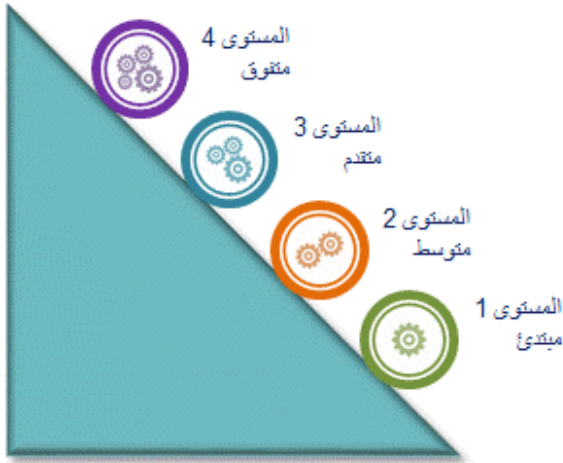 المستوى 4
متفوق
المستوى 3
متقدم
المستوى 2
متوسط
المستوى 1
مبتدئ